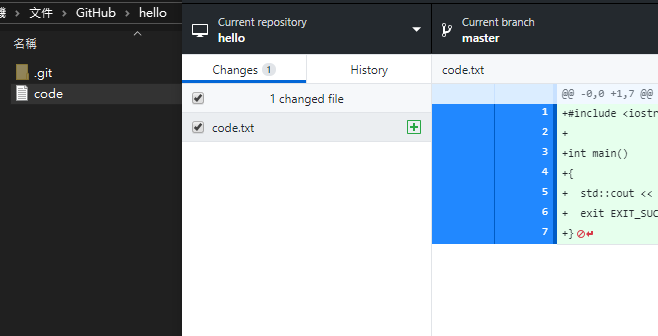 機 > 文件 > GitHub > hello
名稱
.git
code
Current repository
hello
Current branch
master
Changes 1
History
code.txt
1 changed file
code.txt
@@ -0,0 +1,7 @@
1 +#include <iostr
2 +
3 +int main()
4 +{
5 + std::cout <<
6 + exit EXIT_SUC
7 +}